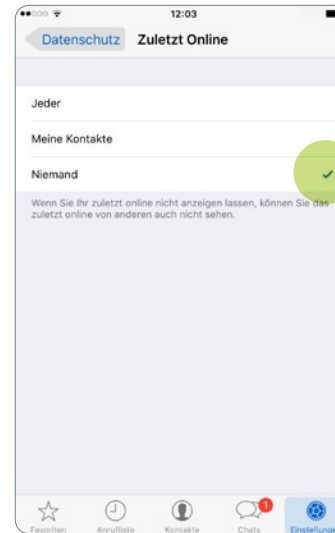 12:03
Datenschutz Zuletzt Online
Jeder
Meine Kontakte
Niemand
Wenn Sie Ihr zuletzt online nicht anzeigen lassen, können Sie das
zuletzt online von anderen auch nicht sehen.
1
Favoriten Anrufliste Kontakte Chats Einstellunge